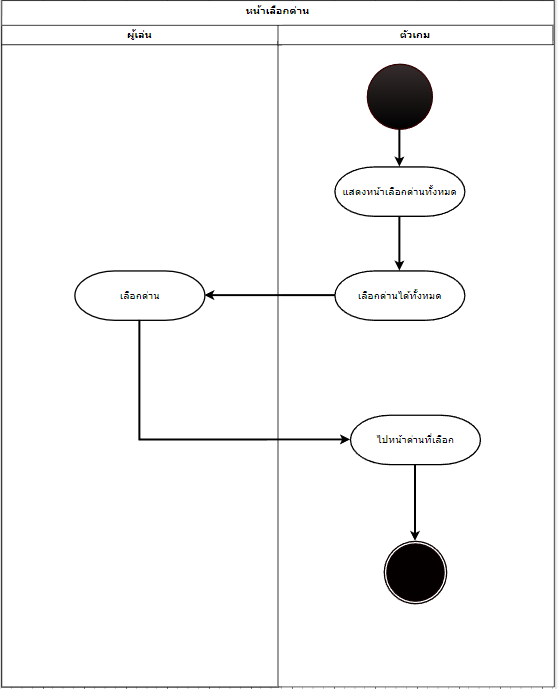 หน้าเลือกด่าน
ผู้เล่น
ตัวเกม
แสดงหน้าเลือกด่านทั้งหมด
เลือกด่าน
เลือกด่านได้ทั้งหมด
ไปหน้าด่านที่เลือก